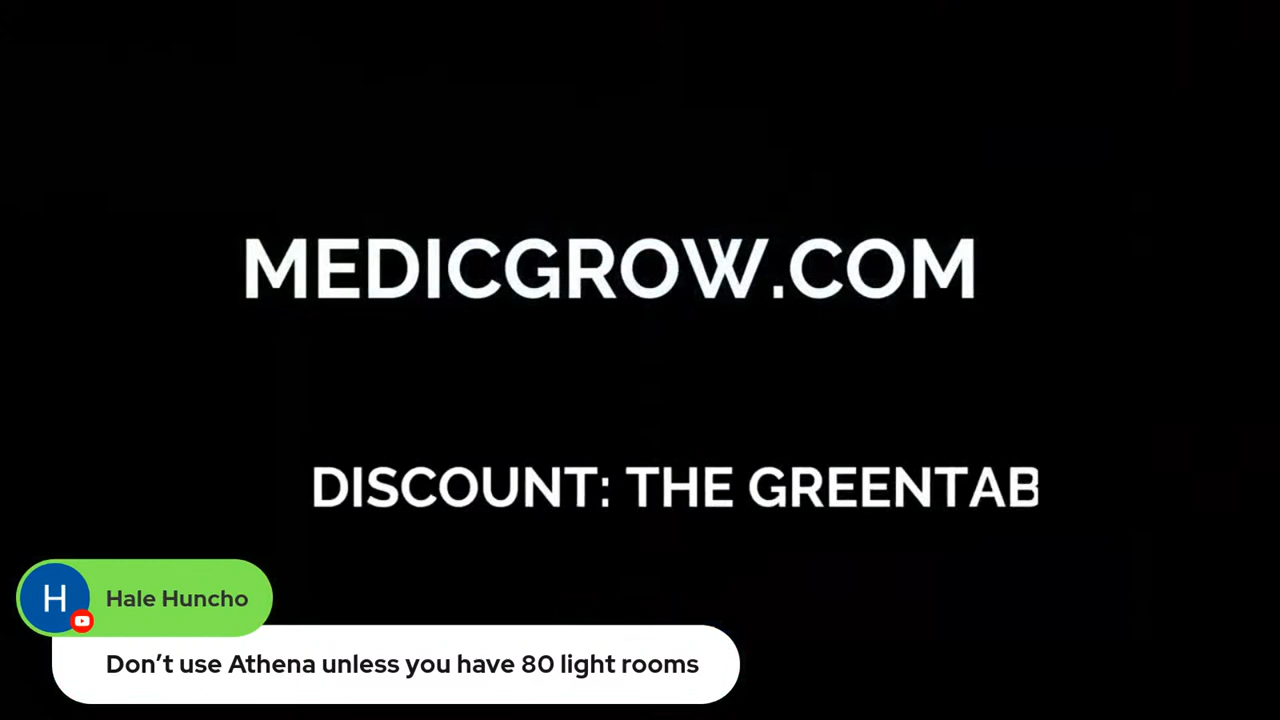 MEDICGROW.COM
DISCOUNT: THE GREENTAB
H
Hale Huncho
Don’t use Athena unless you have 80 light rooms